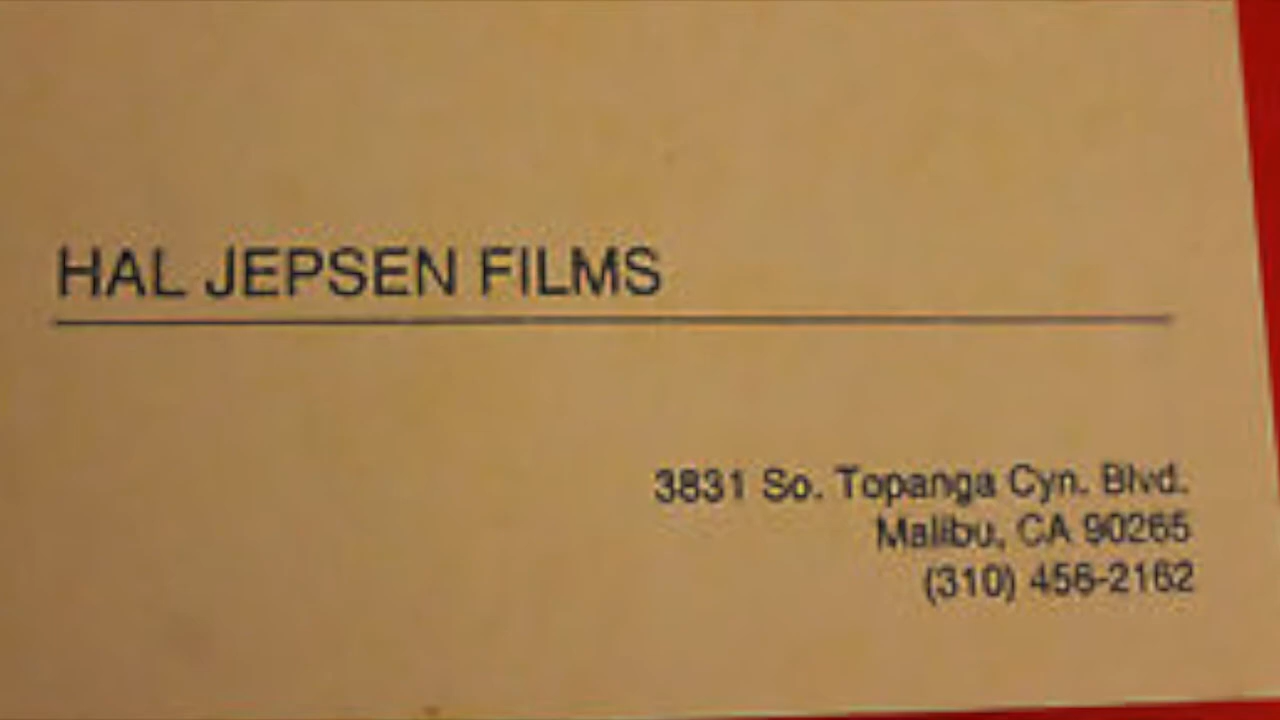 HAL JEPSEN FILMS
3831 So. Topanga Cyn. Blvd.
Malibu, CA 90265
(310) 456-2162